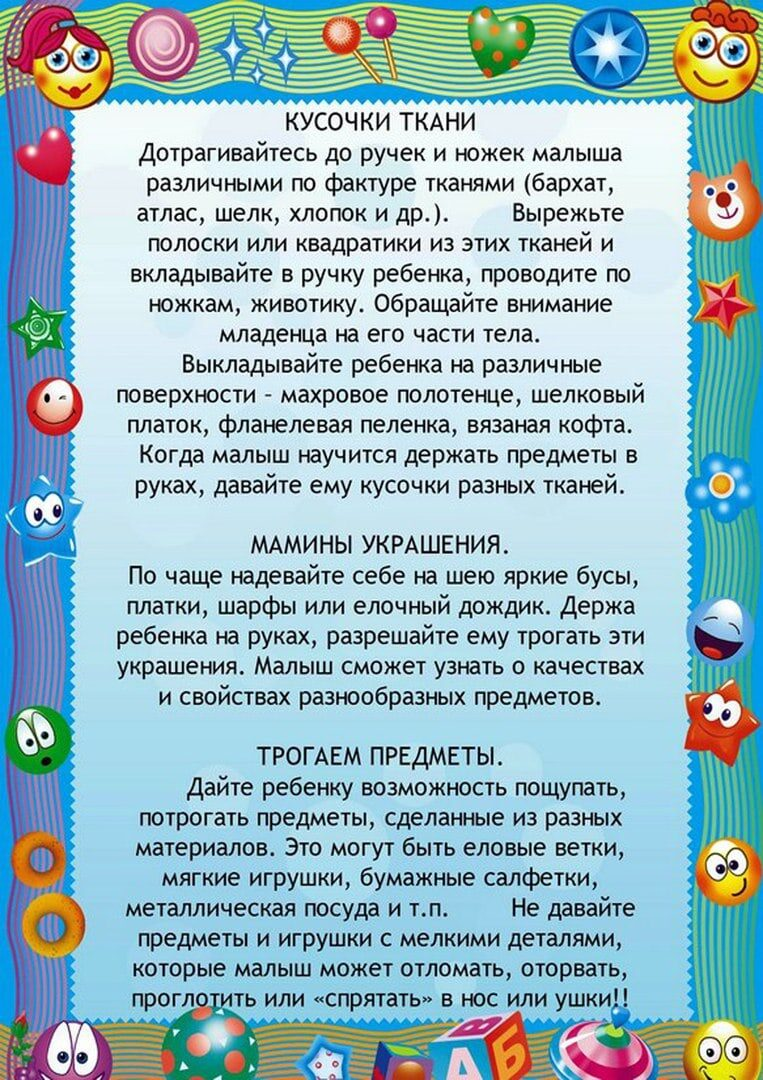 КУСОЧКИ ТКАНИ
Дотрагивайтесь до ручек и ножек малыша
различными по фактуре тканями (бархат,
атлас, шелк, хлопок и др.). Вырежьте
полоски или квадратики из этих тканей и
вкладывайте в ручку ребенка, проводите по
ножкам, животику. Обращайте внимание
младенца на его части тела.
Выкладывайте ребенка на различные
поверхности - махровое полотенце, шелковый
платок, фланелевая пеленка, вязаная кофта.
Когда малыш научится держать предметы в
руках, давайте ему кусочки разных тканей.
МАМИНЫ УКРАШЕНИЯ.
По чаще надевайте себе на шею яркие бусы,
платки, шарфы или елочный дождик. Держа
ребенка на руках, разрешайте ему трогать эти
украшения. Малыш сможет узнать о качествах
и свойствах разнообразных предметов.
ТРОГАЕМ ПРЕДМЕТЫ.
Дайте ребенку возможность пощупать,
потрогать предметы, сделанные из разных
материалов. Это могут быть еловые ветки,
мягкие игрушки, бумажные салфетки,
металлическая посуда и т.п. Не давайте
предметы и игрушки с мелкими деталями,
которые малыш может отломать, оторвать,
проглотить или «спрятать» в нос или ушки!!
В
А Б